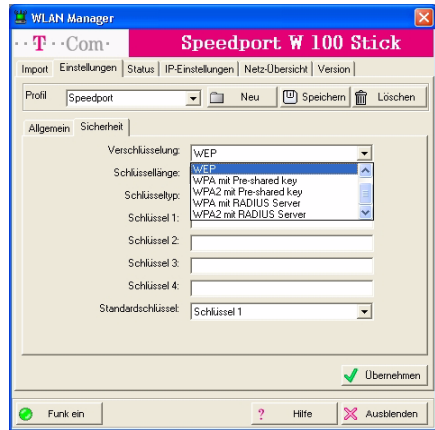 WLAN Manager
··T··Com· Speedport W 100 Stick
Import Einstellungen Status IP-Einstellungen Netz-Übersicht Version
Profil Speedport Neu Speichern Löschen
Allgemein Sicherheit
Verschlüsselung: WEP
Schlüssellänge: WEP
WPA mit Pre-shared key
Schlüsseltyp: WPA2 mit Pre-shared key
WPA mit RADIUS Server
Schlüssel 1: WPA2 mit RADIUS Server
Schlüssel 2:
Schlüssel 3:
Schlüssel 4:
Standardschlüssel: Schlüssel 1
Übernehmen
Funk ein ? Hilfe Ausblenden